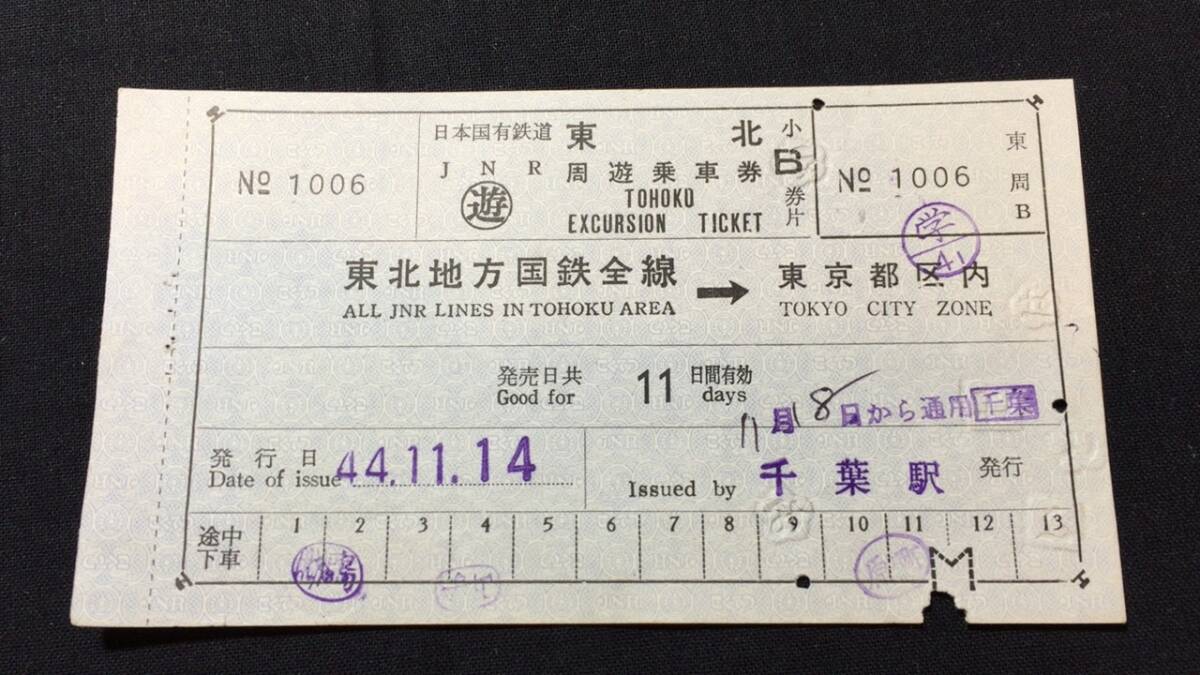 № 1006
日本国有鉄道 東北 小
JNR 周遊乗車券 B
遊 TOHOKU 券片
EXCURSION TICKET
№ 1006
東周B
学
東北地方国鉄全線 → 東京都区内
ALL JNR LINES IN TOHOKU AREA TOKYO CITY ZONE
発売日共 11 日間有効
Good for days
11月18日から通用 千葉
発行日 44.11.14
Date of issue
Issued by 千葉駅 発行
途中下車 1 2 3 4 5 6 7 8 9 10 11 12 13